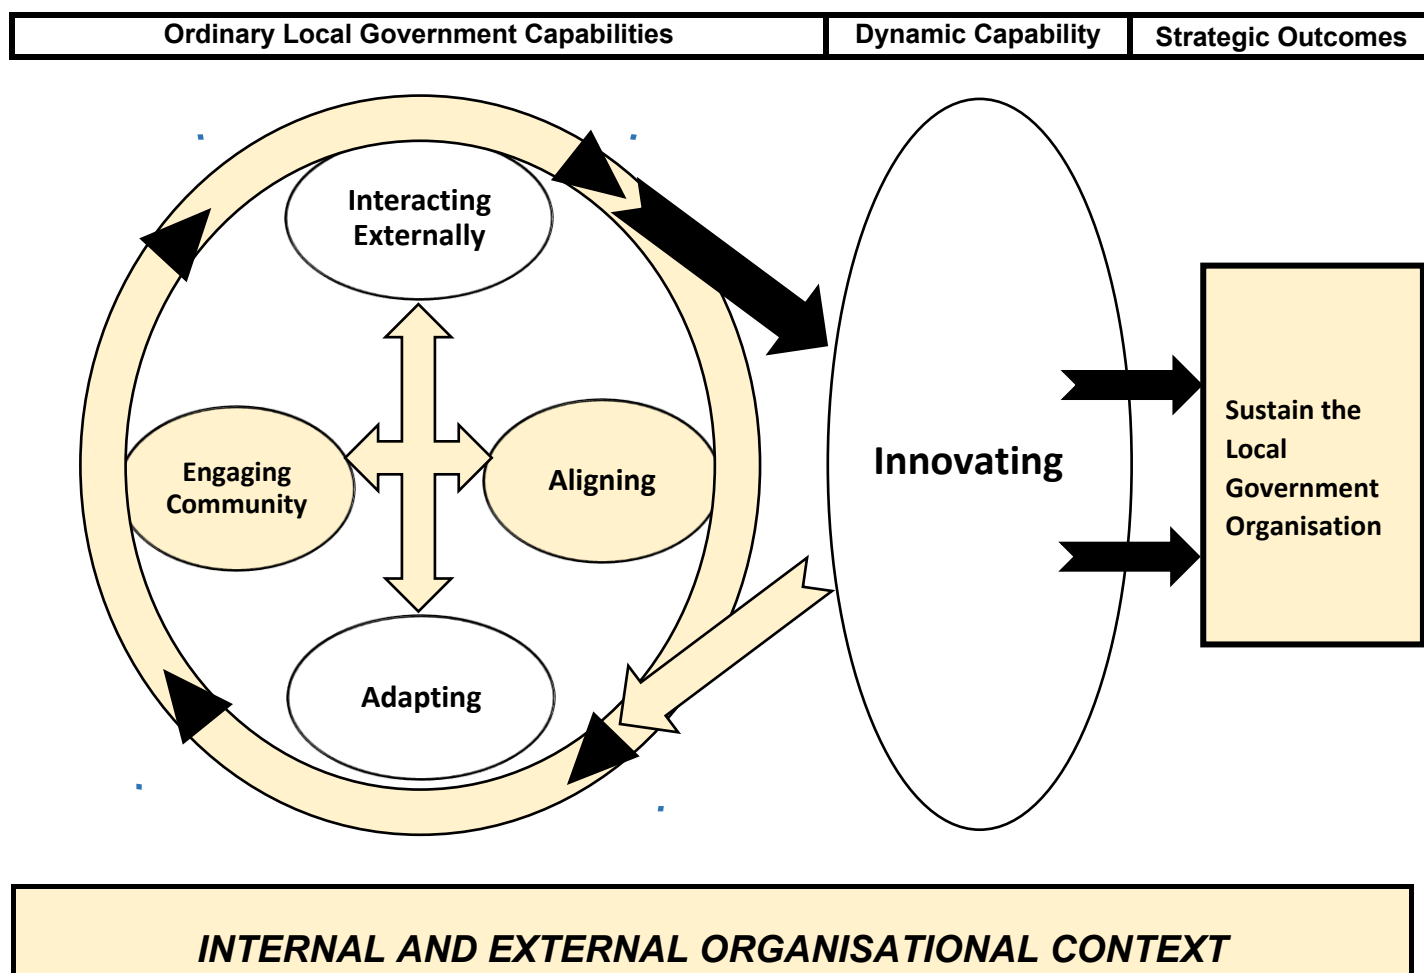 Ordinary Local Government Capabilities
Dynamic Capability
Strategic Outcomes
Interacting
Externally
Engaging
Community
Aligning
Adapting
Innovating
Sustain the
Local
Government
Organisation
INTERNAL AND EXTERNAL ORGANISATIONAL CONTEXT